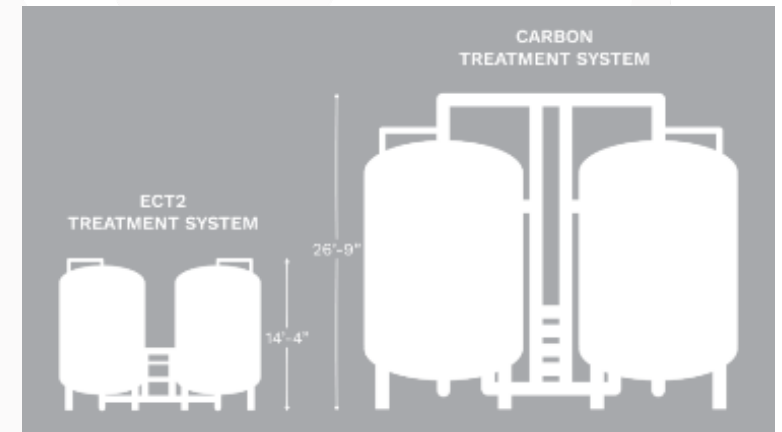 CARBON
TREATMENT SYSTEM
ECT2
TREATMENT SYSTEM
26'-9"
14'-4"